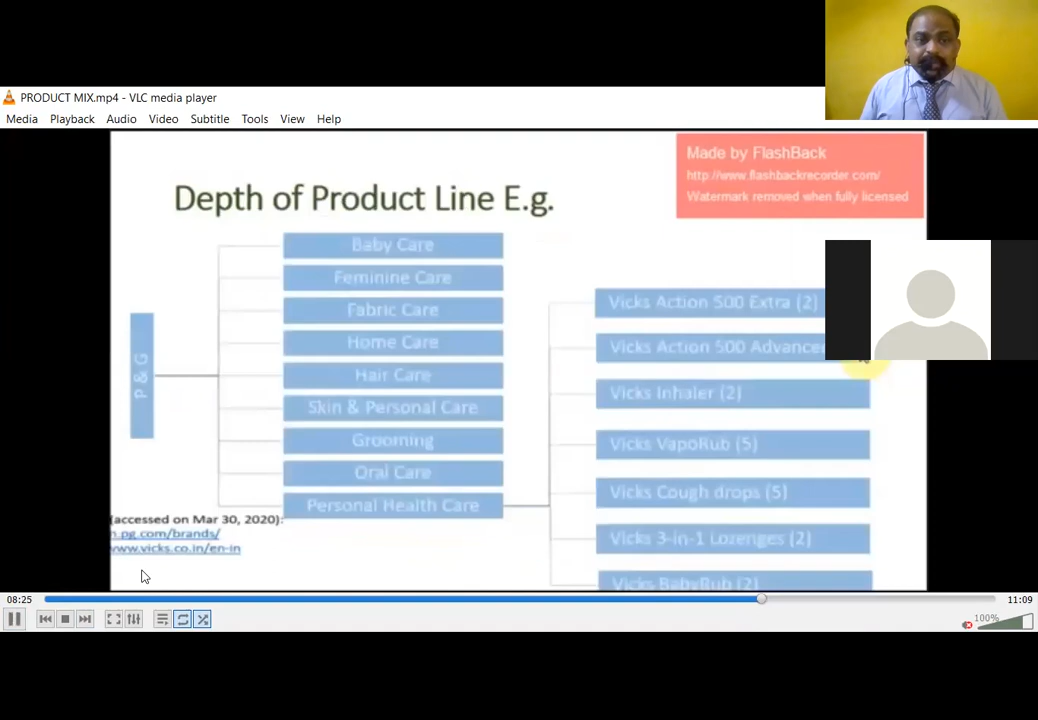 PRODUCT MIX.mp4 - VLC media player
Media Playback Audio Video Subtitle Tools View Help
Made by FlashBack
http://www.flashbackrecorder.com/
Watermark removed when fully licensed
Depth of Product Line E.g.
P & G
Baby Care
Feminine Care
Fabric Care
Home Care
Hair Care
Skin & Personal Care
Grooming
Oral Care
Personal Health Care
Vicks Action 500 Extra (2)
Vicks Action 500
Vicks Inhaler (2)
Vicks VapoRub (5)
Vicks Cough drops (5)
Vicks 3-in-1 Lozenges (2)
Vicks BabyRub (2)
(accessed on Mar 30, 2020):
n.pg.com/brands/
www.vicks.co.in/en-in
08:25
11:09
100%